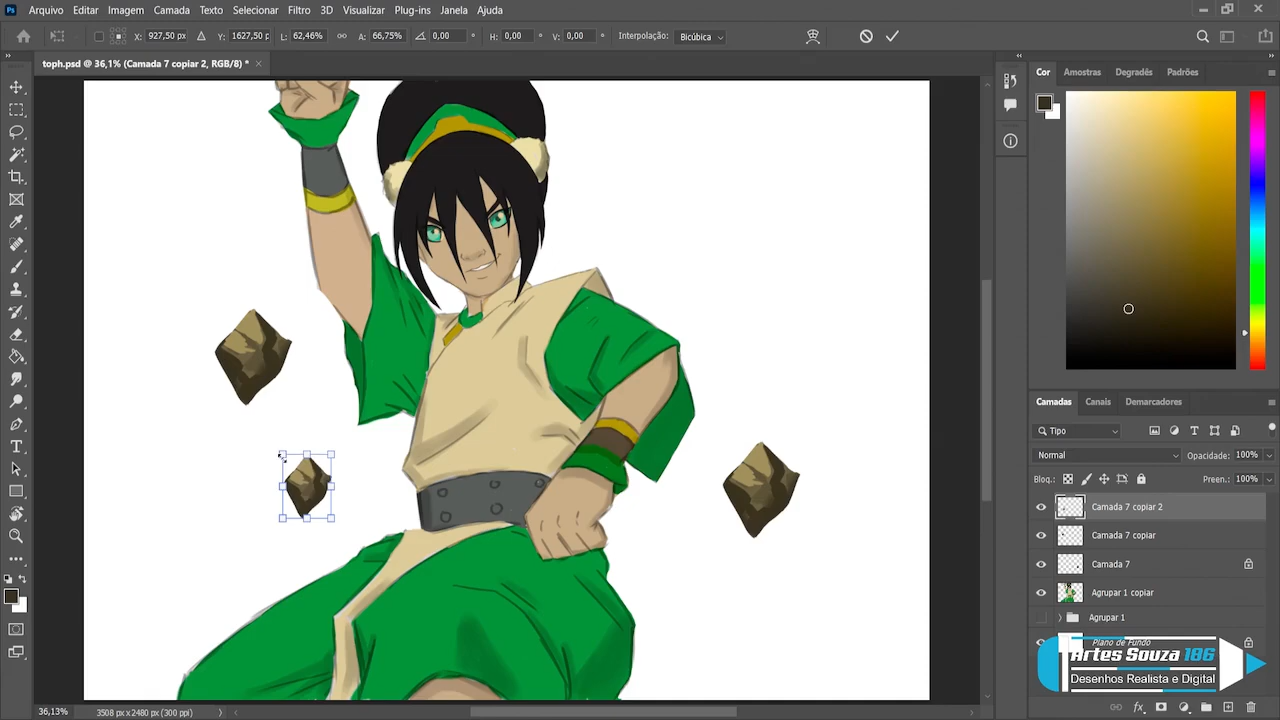 Ps Arquivo Editar Imagem Camada Texto Selecionar Filtro 3D Visualizar Plug-ins Janela Ajuda
X: 927,50 px Y: 1627,50 p L: 62,46% A: 66,75% 0,00 ° H: 0,00 ° V: 0,00 ° Interpolação: Bicúbica
toph.psd @ 36,1% (Camada 7 copiar 2, RGB/8) * ×
Cor Amostras Degradês Padrões
Camadas Canais Demarcadores
Tipo
Normal Opacidade: 100%
Bloq.: Preen.: 100%
Camada 7 copiar 2
Camada 7 copiar
Camada 7
Agrupar 1 copiar
Agrupar 1
Plano de Fundo
Artes Souza 186
Desenhos Realista e Digital
36,13% 3508 px x 2480 px (300 ppi)